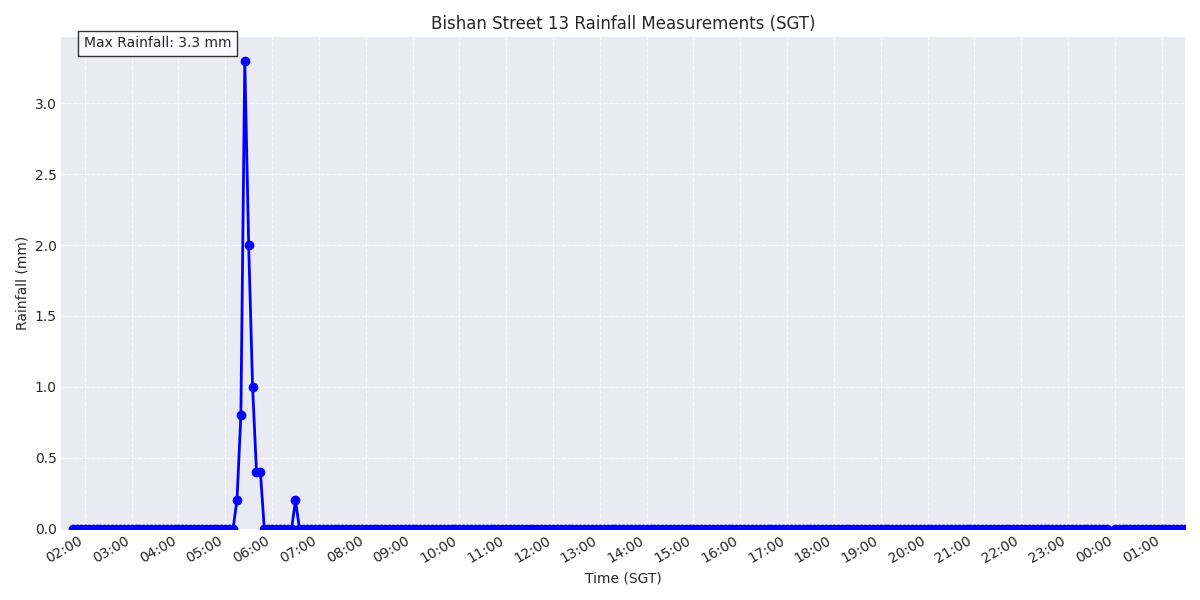 Bishan Street 13 Rainfall Measurements (SGT)
Max Rainfall: 3.3 mm
Rainfall (mm)
3.0
2.5
2.0
1.5
1.0
0.5
0.0
02:00 03:00 04:00 05:00 06:00 07:00 08:00 09:00 10:00 11:00 12:00 13:00 14:00 15:00 16:00 17:00 18:00 19:00 20:00 21:00 22:00 23:00 00:00 01:00
Time (SGT)